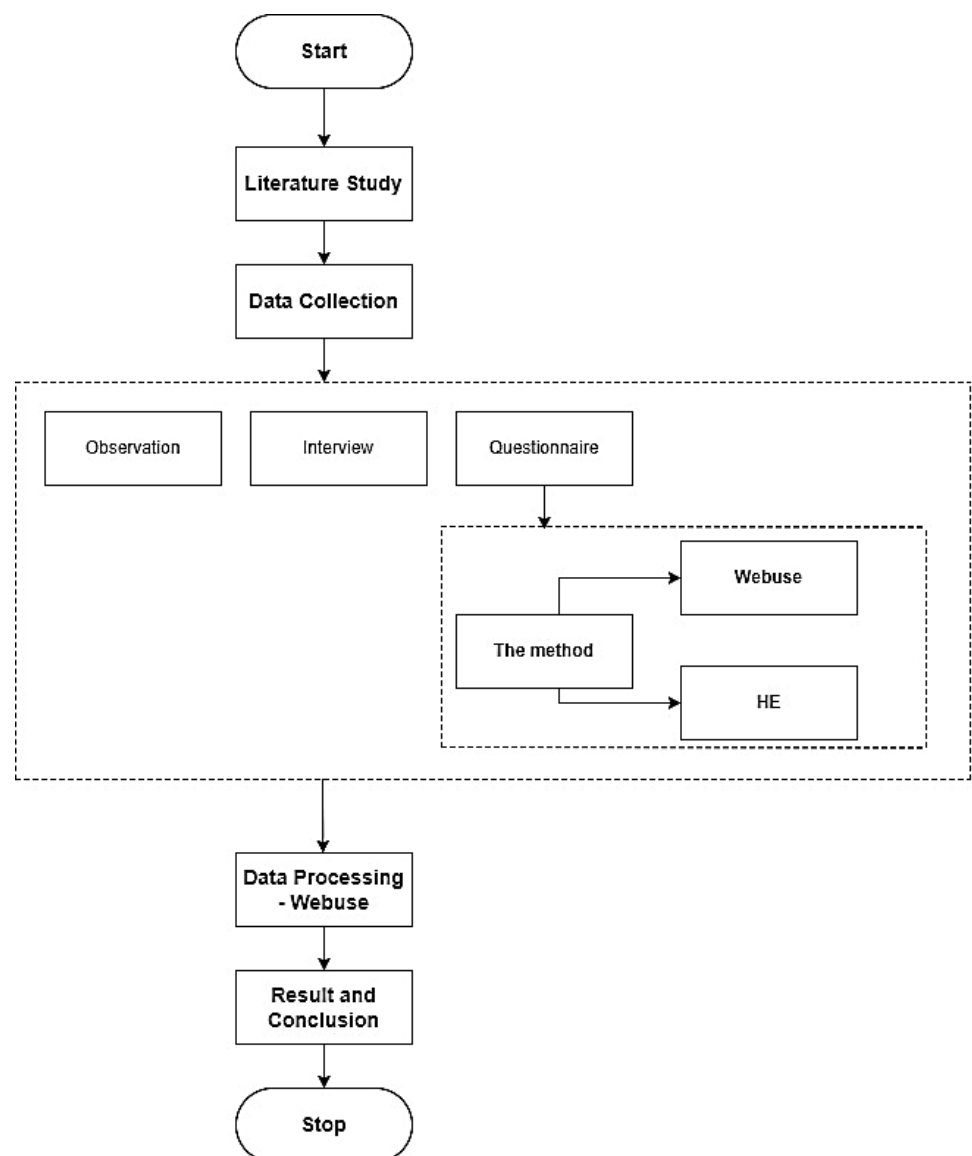 Start
Literature Study
Data Collection
Observation
Interview
Questionnaire
Webuse
The method
HE
Data Processing
- Webuse
Result and
Conclusion
Stop